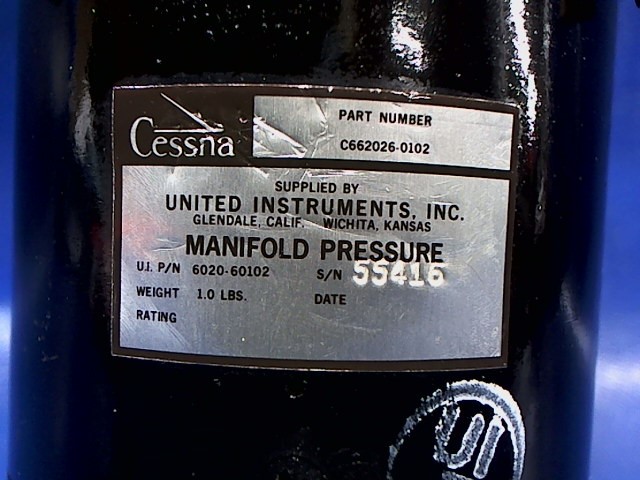 Cessna
PART NUMBER
C662026-0102
SUPPLIED BY
UNITED INSTRUMENTS, INC.
GLENDALE, CALIF. WICHITA, KANSAS
MANIFOLD PRESSURE
U.I. P/N 6020-60102 S/N 55416
WEIGHT 1.0 LBS. DATE
RATING
UI